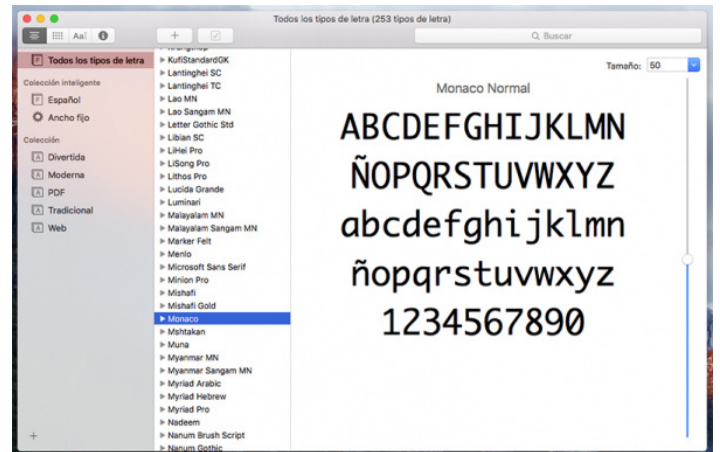 Todos los tipos de letra (253 tipos de letra)
Aa
Buscar
Todos los tipos de letra
Colección inteligente
Español
Ancho fijo
Colección
Divertida
Moderna
PDF
Tradicional
Web
KufiStandardGK
Lantinghei SC
Lantinghei TC
Lao MN
Lao Sangam MN
Letter Gothic Std
Libian SC
LiHei Pro
LiSong Pro
Lithos Pro
Lucida Grande
Luminari
Malayalam MN
Malayalam Sangam MN
Marker Felt
Menlo
Microsoft Sans Serif
Minion Pro
Mishafi
Mishafi Gold
Monaco
Mshtakan
Muna
Myanmar MN
Myanmar Sangam MN
Myriad Arabic
Myriad Hebrew
Myriad Pro
Nadeem
Nanum Brush Script
Nanum Gothic
Tamaño: 50
Monaco Normal
ABCDEFGHIJKLMN
ÑOPQRSTUVWXYZ
abcdefghijklmn
ñopqrstuvwxyz
1234567890